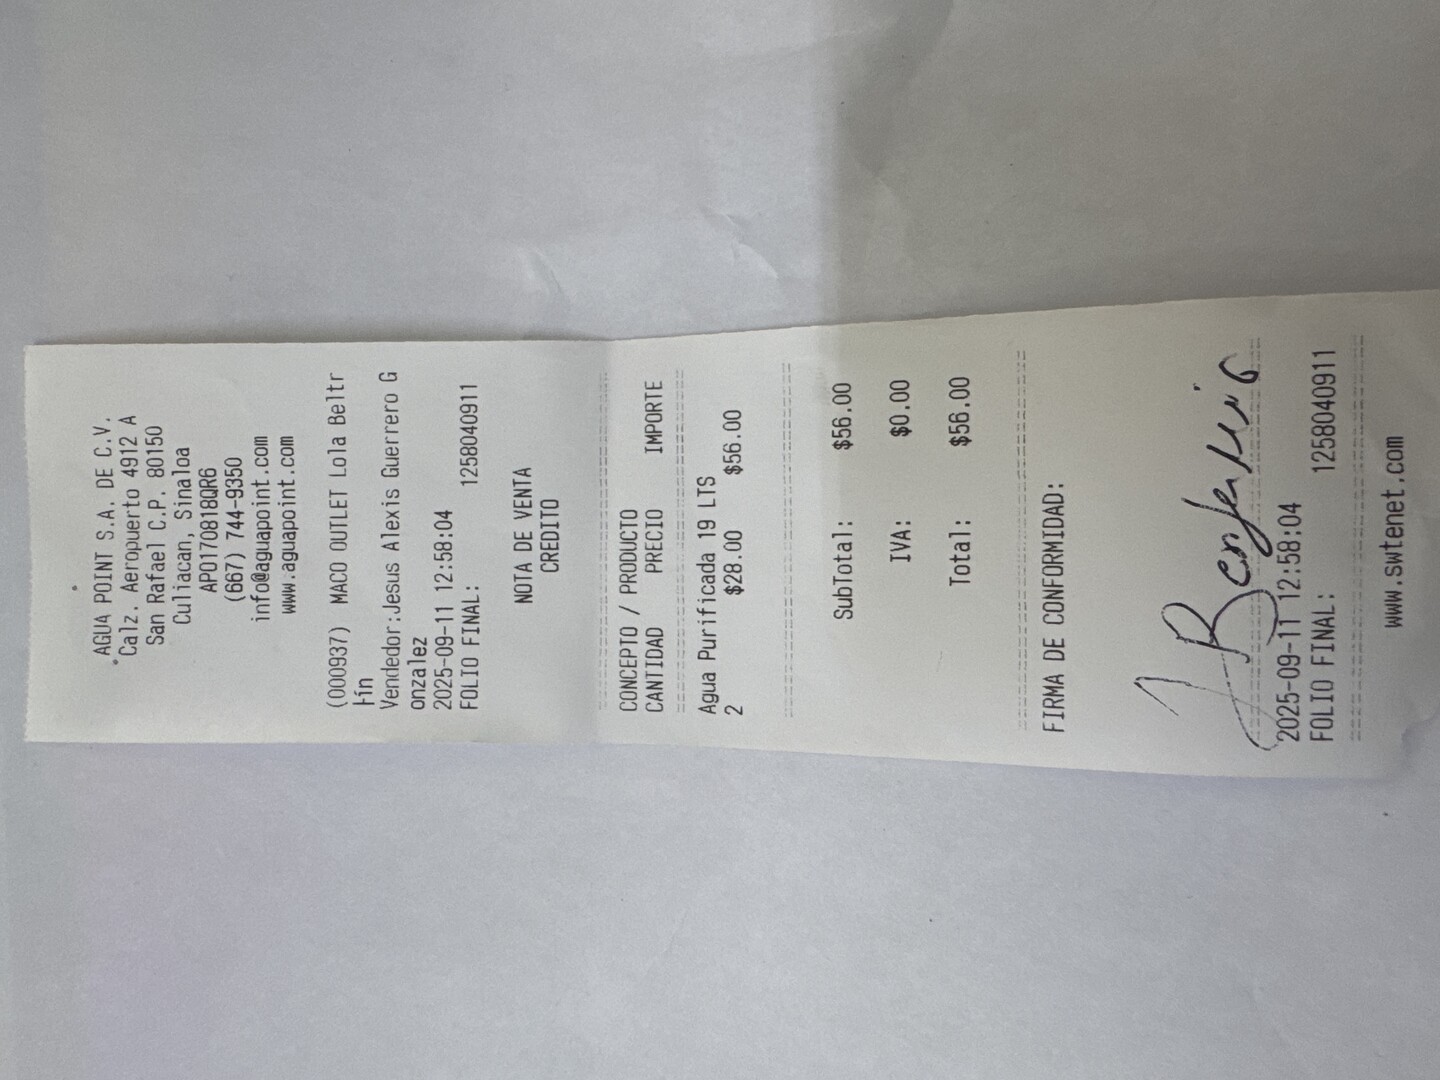 AGUA POINT S.A. DE C.V.
Calz. Aeropuerto 4912 A
San Rafael C.P. 80150
Culiacan, Sinaloa
APO170818QR6
(667) 744-9350
info@aguapoint.com
www.aguapoint.com
(000937) MACO OUTLET Lola Beltr
hín
Vendedor:Jesus Alexis Guerrero G
onzalez
2025-09-11 12:58:04
FOLIO FINAL: 1258040911
NOTA DE VENTA
CREDITO
CONCEPTO / PRODUCTO
CANTIDAD PRECIO IMPORTE
Agua Purificada 19 LTS
2 $28.00 $56.00
SubTotal: $56.00
IVA: $0.00
Total: $56.00
FIRMA DE CONFORMIDAD:
2025-09-11 12:58:04
FOLIO FINAL: 1258040911
www.swtenet.com